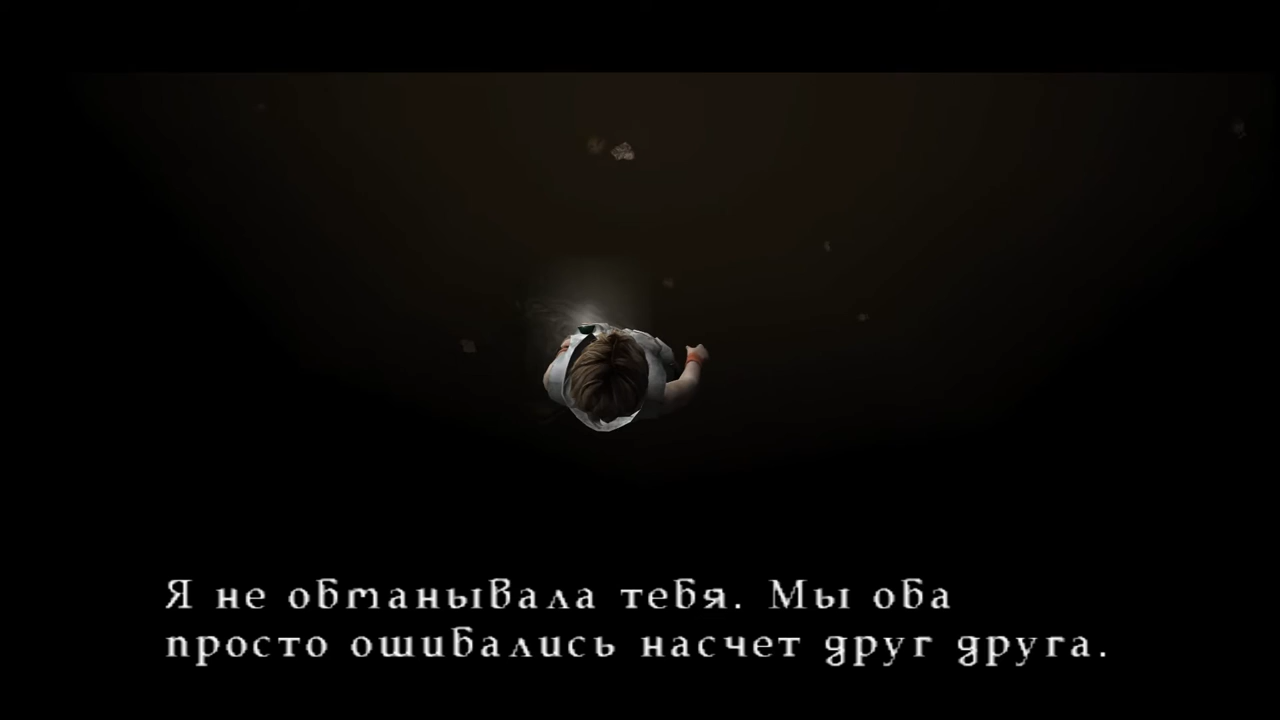 Я не обманывала тебя. Мы оба
просто ошибались насчет друг друга.